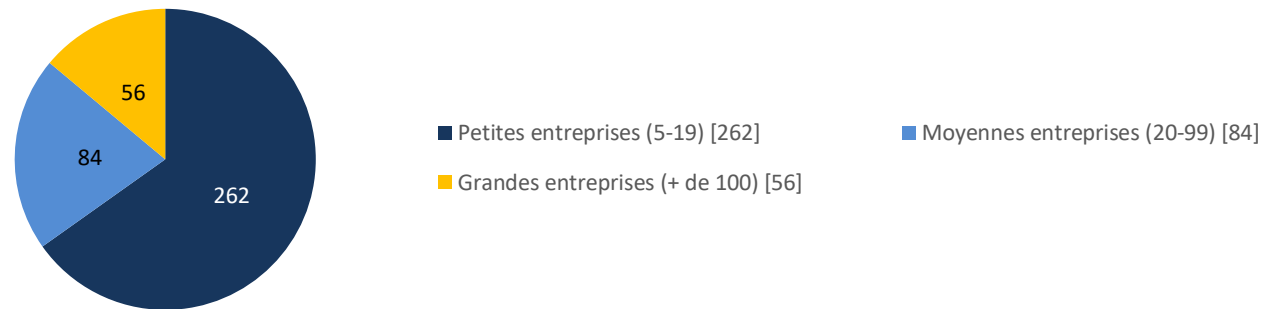 56
84
262
Petites entreprises (5-19) [262]
Moyennes entreprises (20-99) [84]
Grandes entreprises (+ de 100) [56]